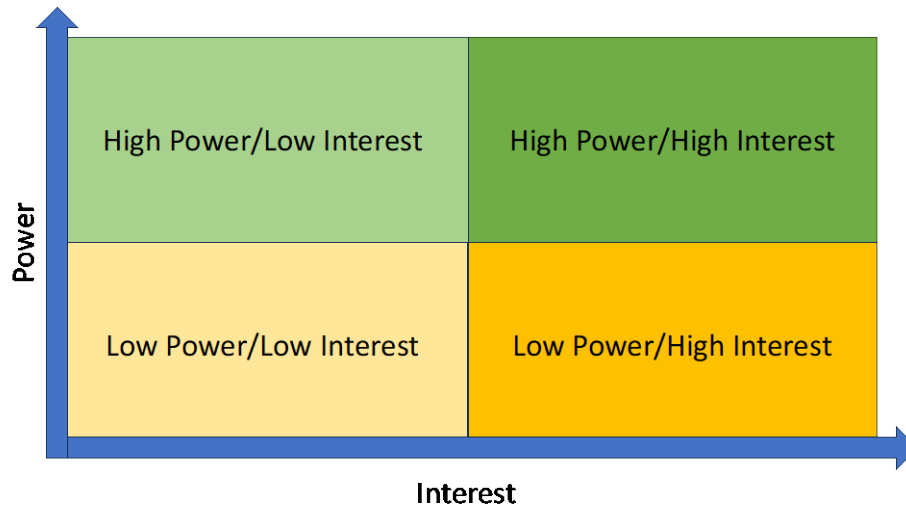 High Power/Low Interest
High Power/High Interest
Power
Low Power/Low Interest
Low Power/High Interest
Interest